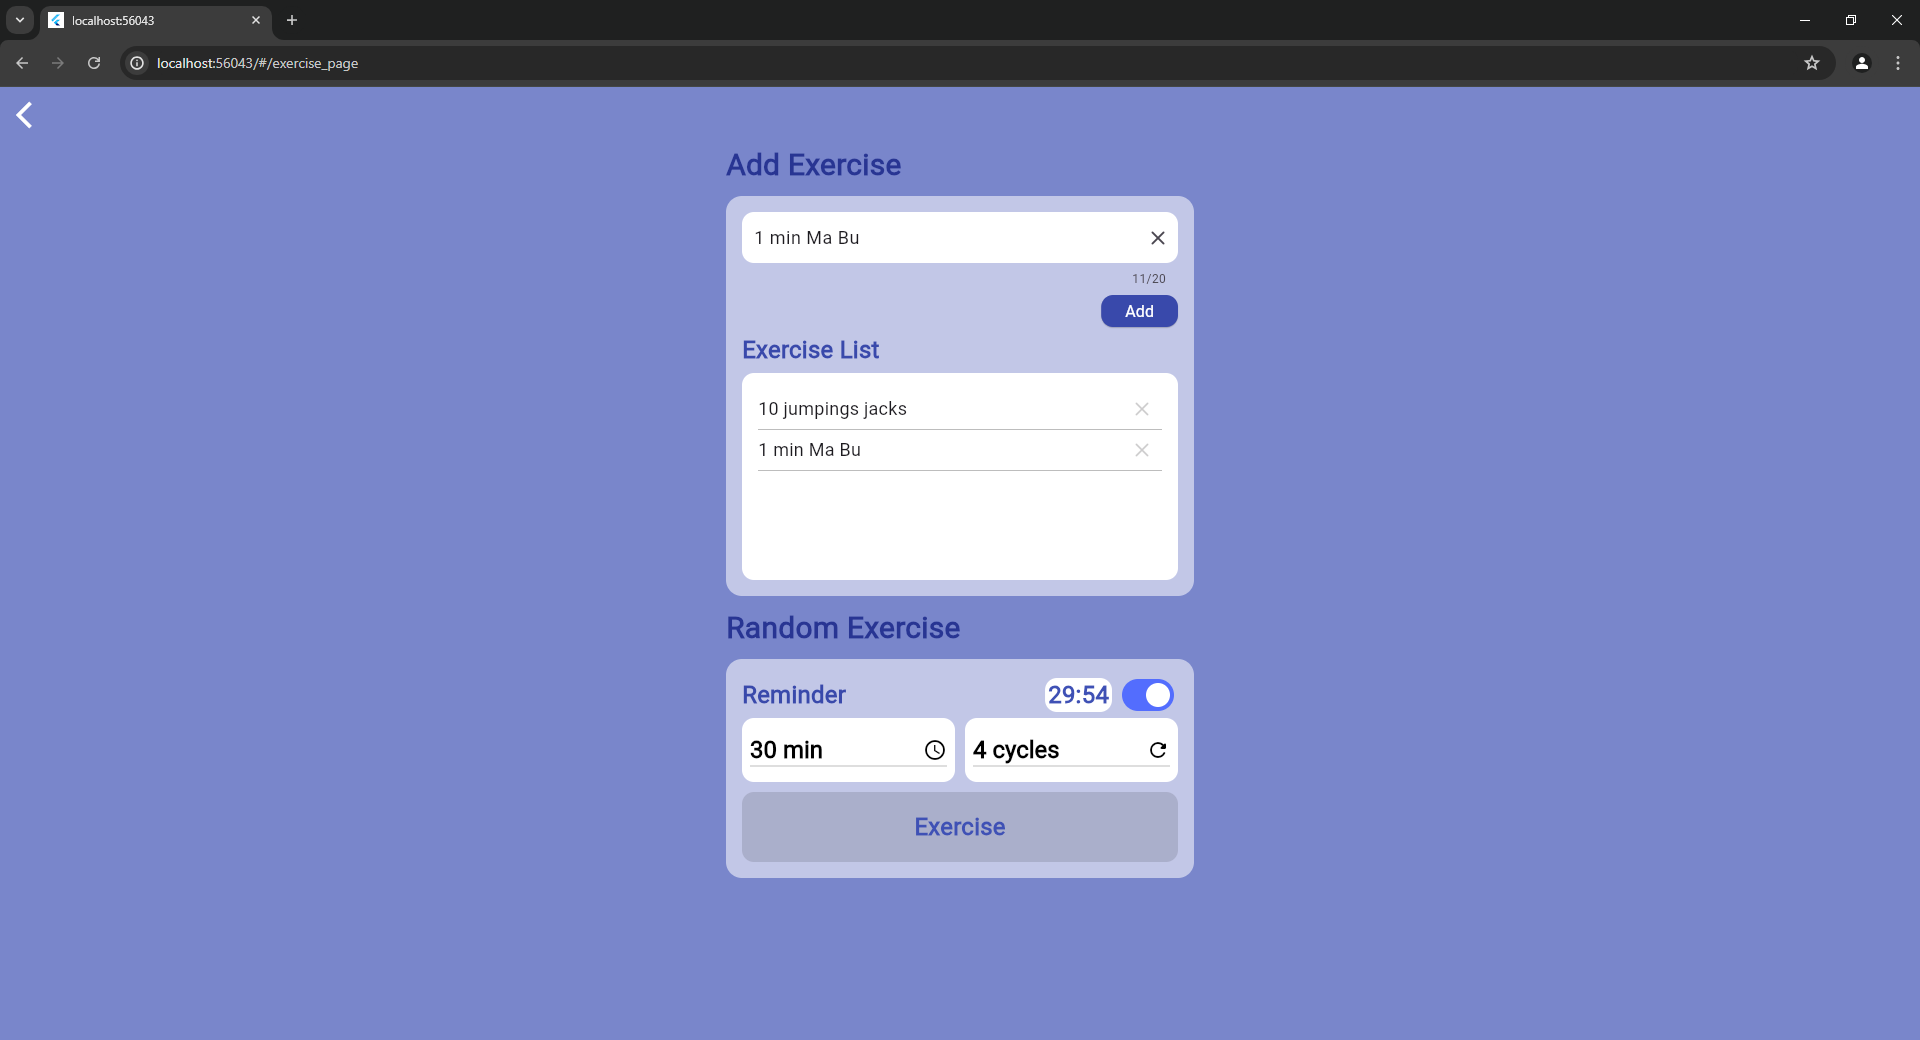 localhost:56043
localhost:56043/#/exercise_page
Add Exercise
1 min Ma Bu
11/20
Add
Exercise List
10 jumpings jacks
1 min Ma Bu
Random Exercise
Reminder 29:54
30 min 4 cycles
Exercise